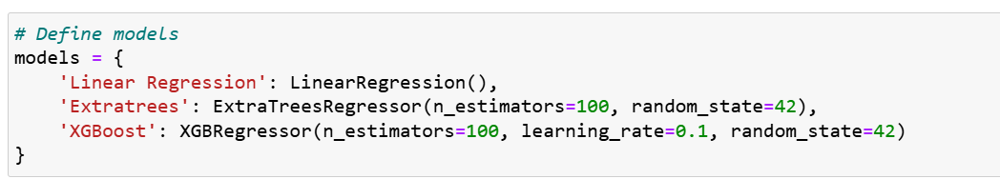 # Define models
models = {
    'Linear Regression': LinearRegression(),
    'Extratrees': ExtraTreesRegressor(n_estimators=100, random_state=42),
    'XGBoost': XGBRegressor(n_estimators=100, learning_rate=0.1, random_state=42)
}